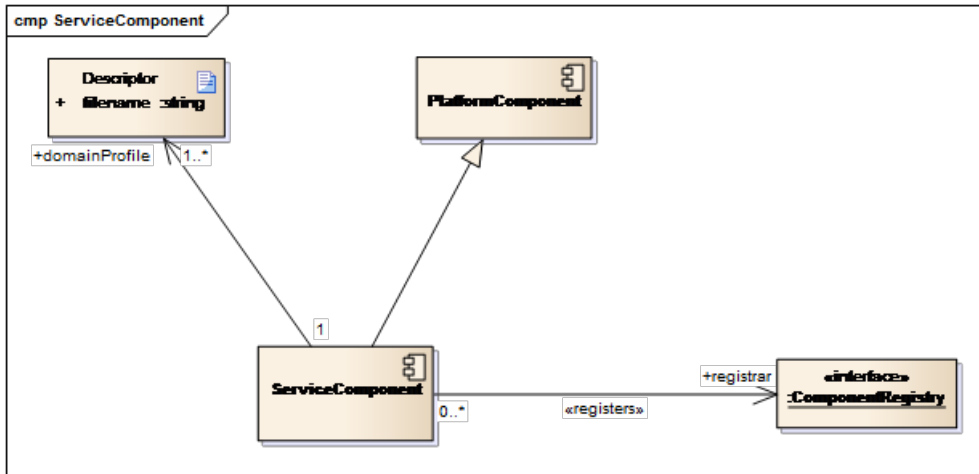 cmp ServiceComponent
Descriptor
+ filename :string
PlatformComponent
+domainProfile
1..*
1
ServiceComponent
0..*
«registers»
+registrar
«interface»
:ComponentRegistry